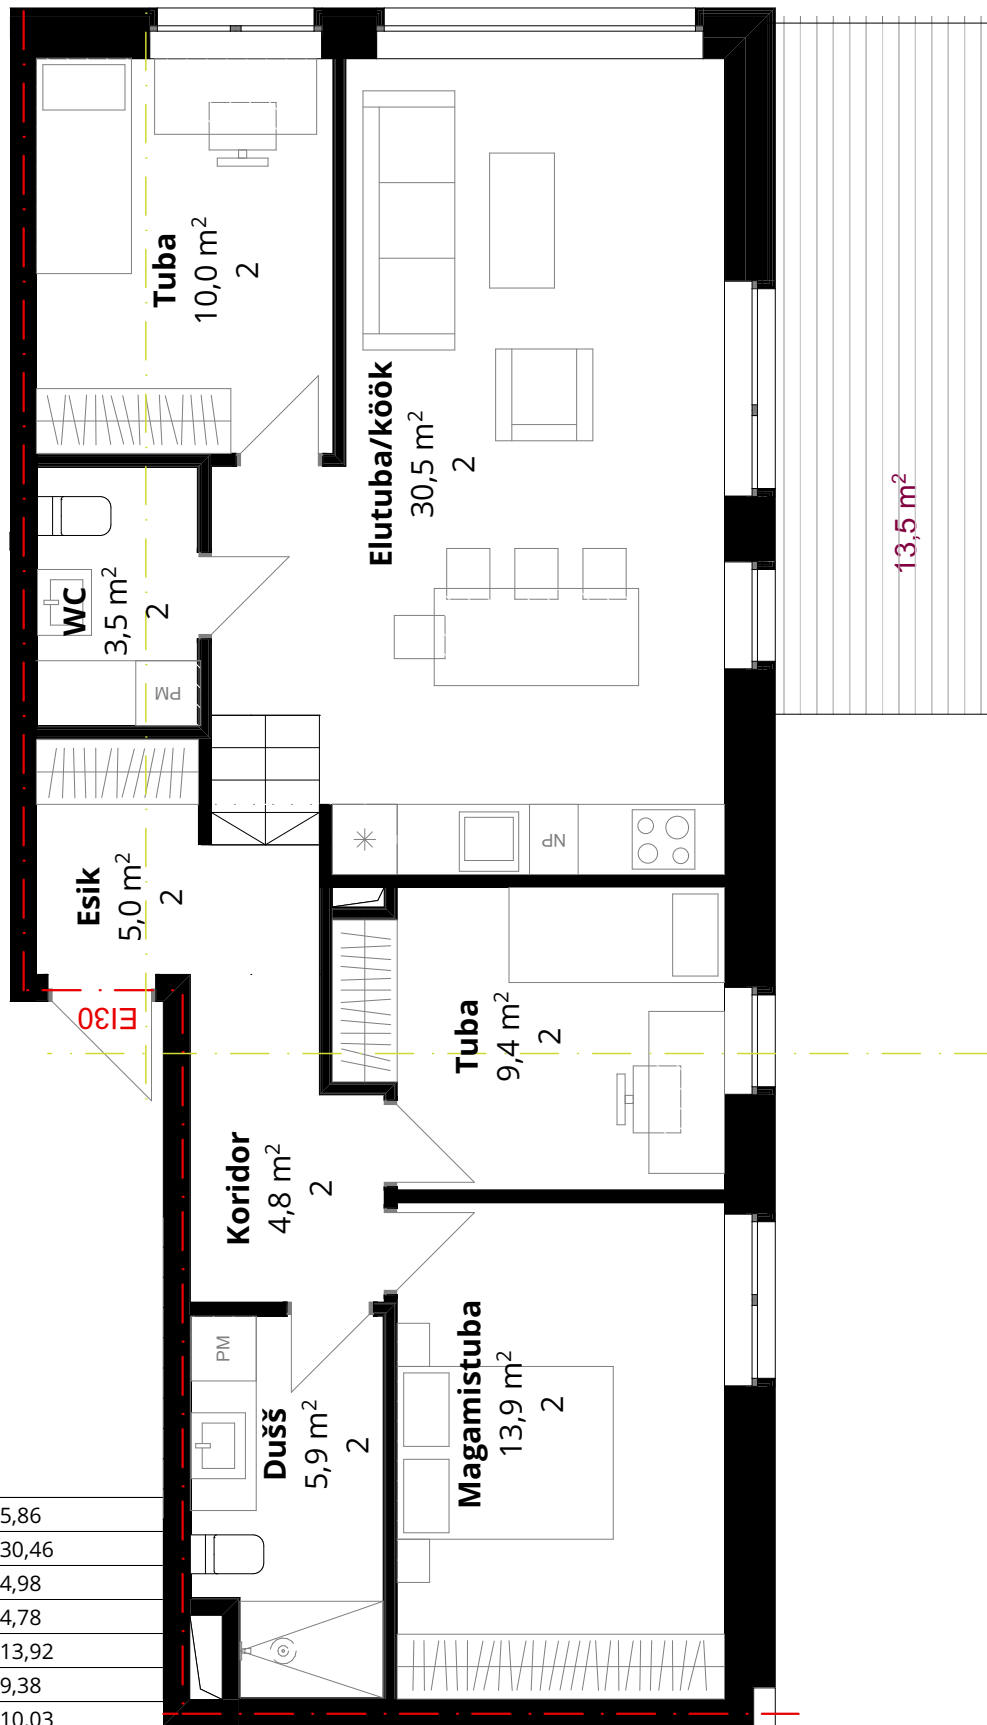 Tuba
10,0 m²
2
Elutuba/köök
30,5 m²
2
13,5 m²
WC
3,5 m²
2
PM
Esik
5,0 m²
2
NP
EI30
Tuba
9,4 m²
2
Koridor
4,8 m²
2
PM
Dušš
5,9 m²
2
Magamistuba
13,9 m²
2
5,86
30,46
4,98
4,78
13,92
9,38
10,03